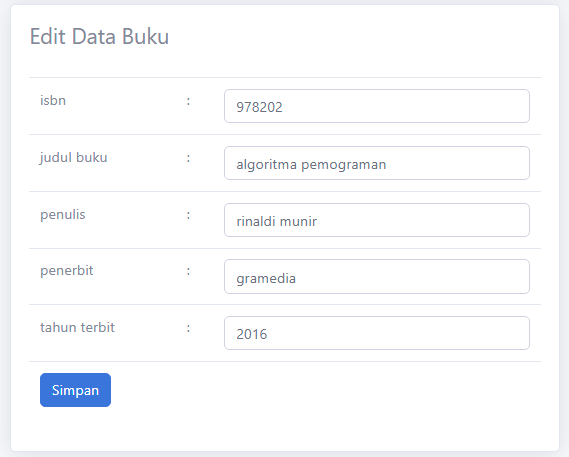 Edit Data Buku
isbn : 978202
judul buku : algoritma pemograman
penulis : rinaldi munir
penerbit : gramedia
tahun terbit : 2016
Simpan